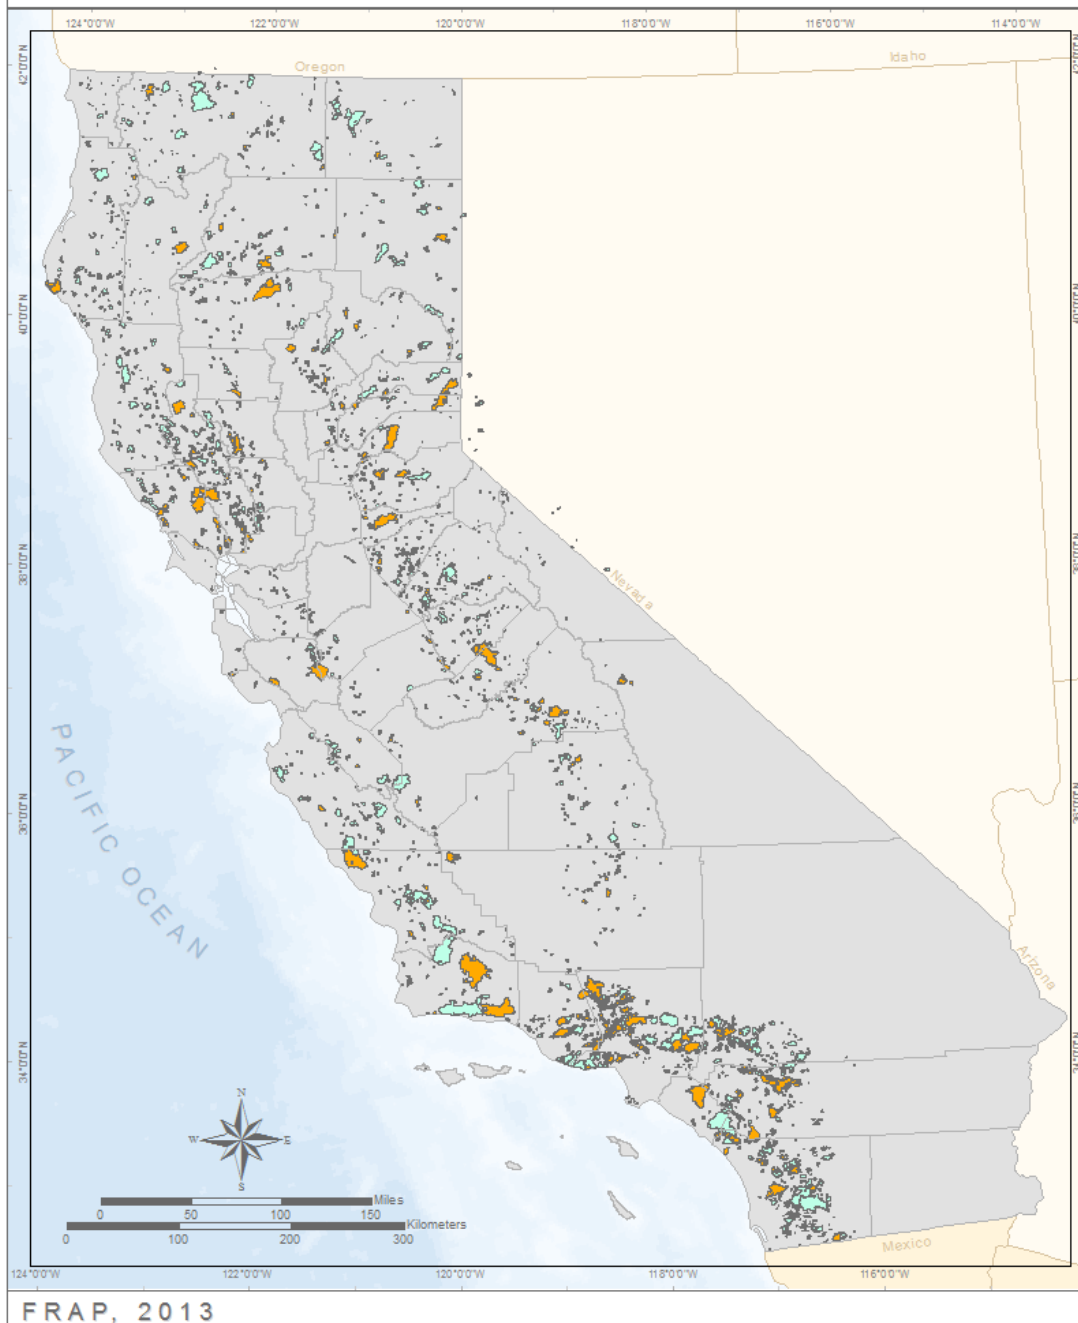 124°0'0"W 122°0'0"W 120°0'0"W 118°0'0"W 116°0'0"W 114°0'0"W
42°0'0"N
Oregon
Idaho
40°0'0"N
38°0'0"N
Nevada
PACIFIC OCEAN
36°0'0"N
Arizona
34°0'0"N
N
W E
S
Miles
0 50 100 150
Kilometers
0 100 200 300
Mexico
124°0'0"W 122°0'0"W 120°0'0"W 118°0'0"W 116°0'0"W
FRAP, 2013